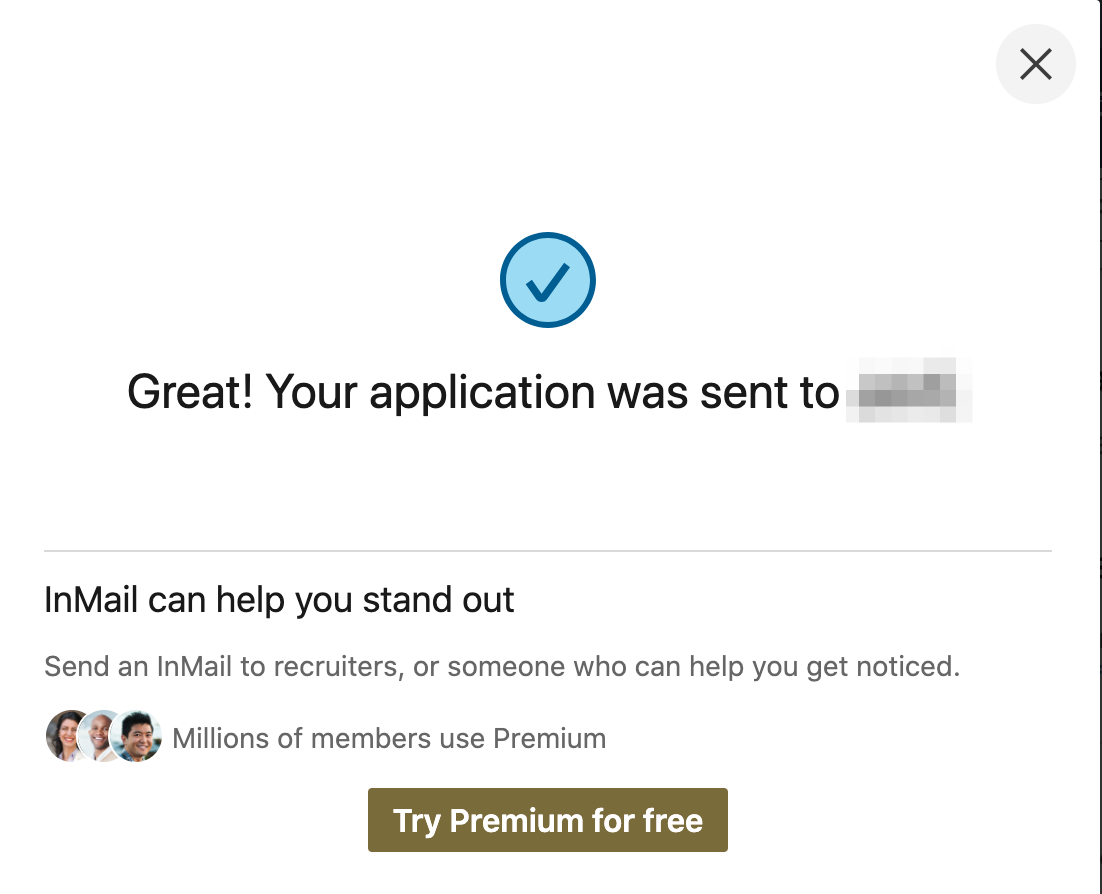 Great! Your application was sent to
InMail can help you stand out
Send an InMail to recruiters, or someone who can help you get noticed.
Millions of members use Premium
Try Premium for free